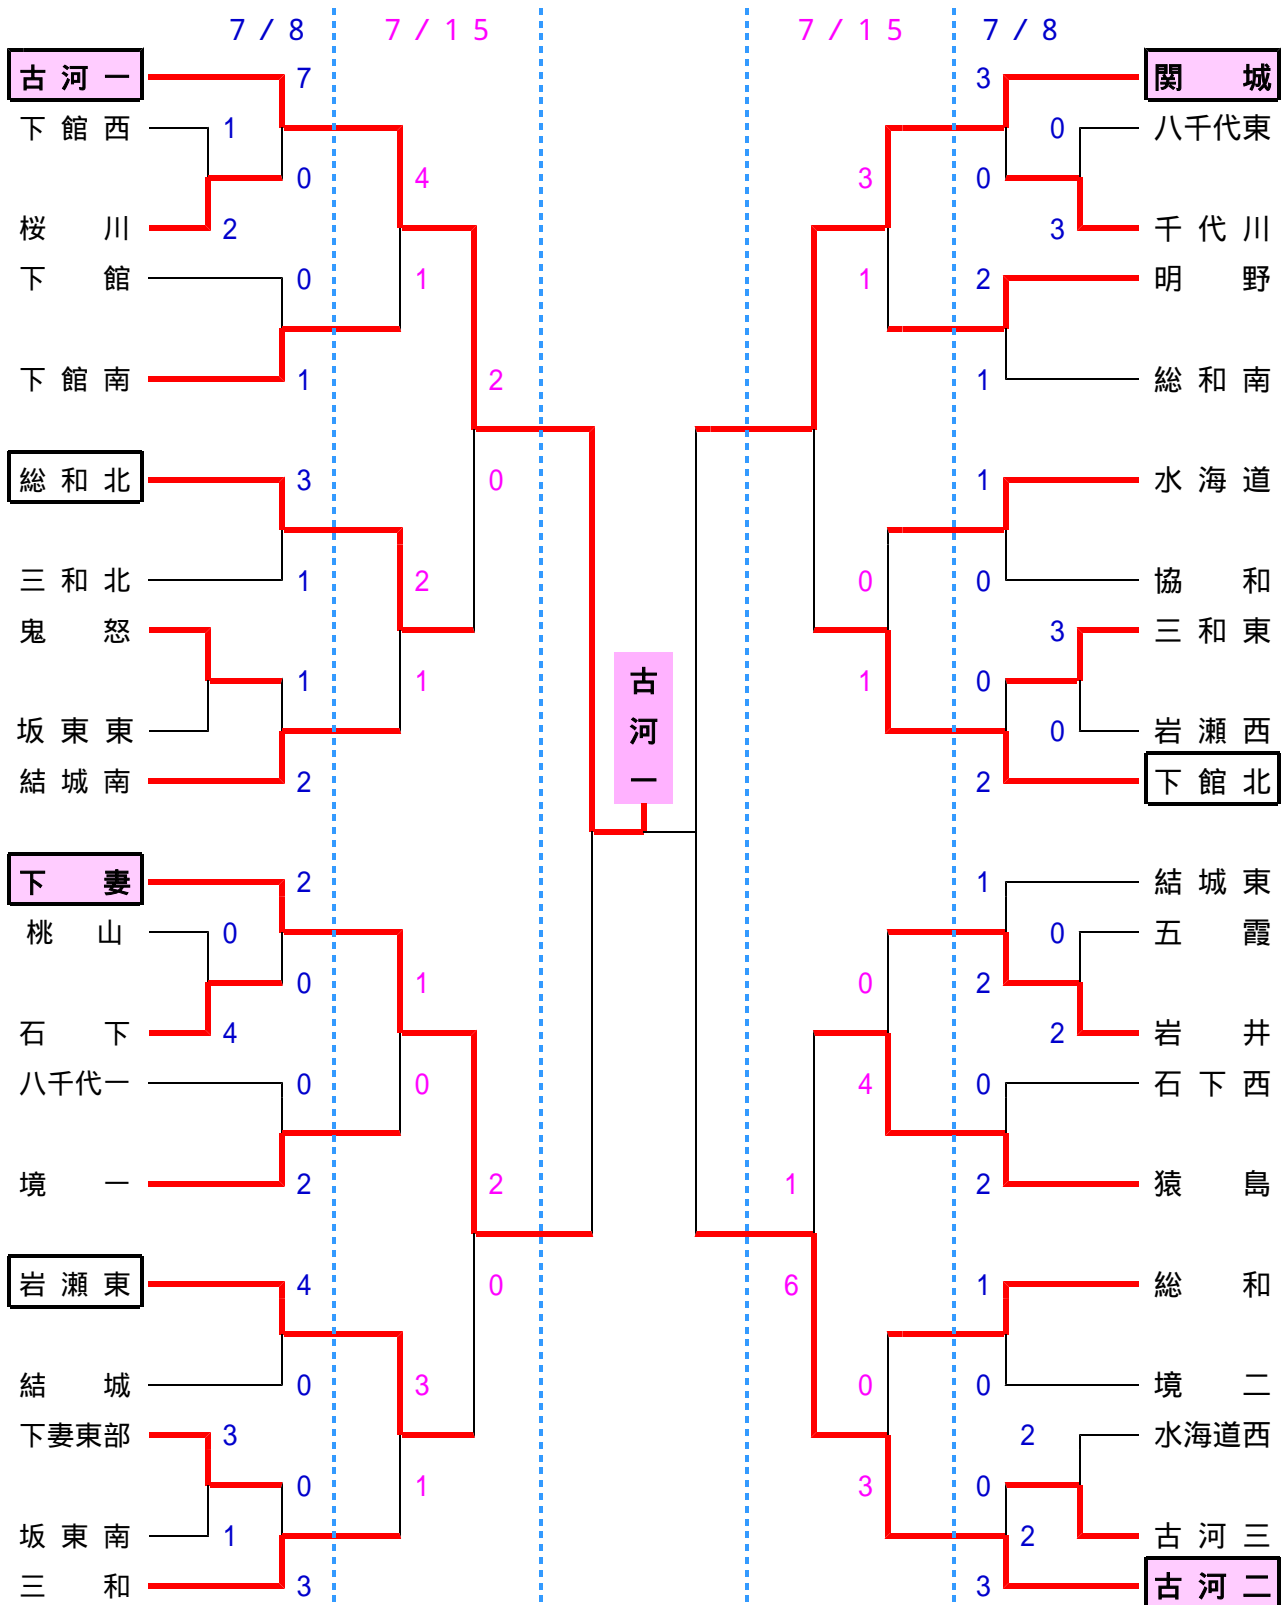 7/8 7/15 7/15 7/8
古河一 7 3 関城
下館西 1 0 八千代東
0 4 3 0
桜川 2 3 千代川
下館 0 1 1 2 明野
下館南 1 2 1 総和南
総和北 3 0 1 水海道
三和北 1 2 0 0 協和
鬼怒 3 三和東
1 1 古河一 1 0
坂東東 0 岩瀬西
結城南 2 2 下館北
下妻 2 1 結城東
桃山 0 0 五霞
0 1 0 2
石下 4 2 岩井
八千代一 0 0 4 0 石下西
境一 2 2 1 2 猿島
岩瀬東 4 0 6 1 総和
結城 0 3 0 0 境二
下妻東部 3 2 水海道西
0 1 3 0
坂東南 1 2 古河三
三和 3 3 古河二